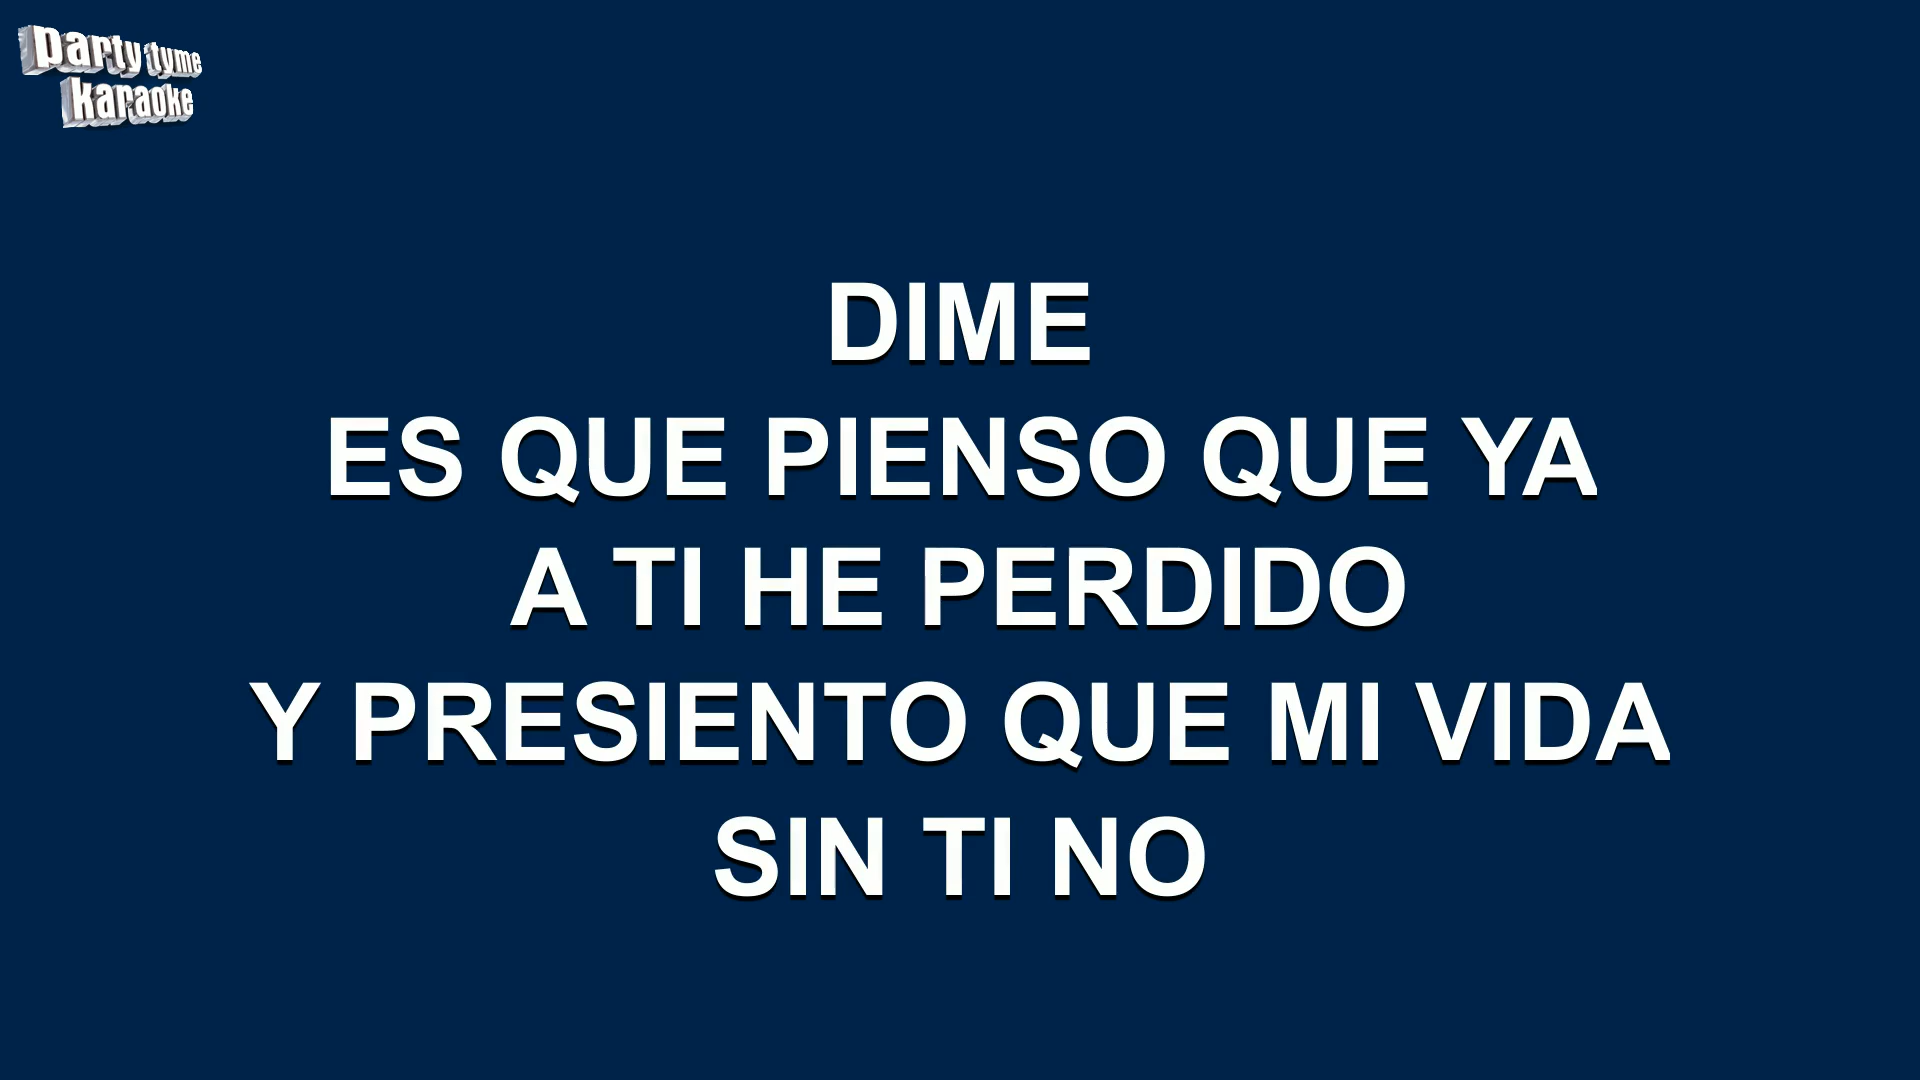 party tyme
karaoke
DIME
ES QUE PIENSO QUE YA
A TI HE PERDIDO
Y PRESIENTO QUE MI VIDA
SIN TI NO